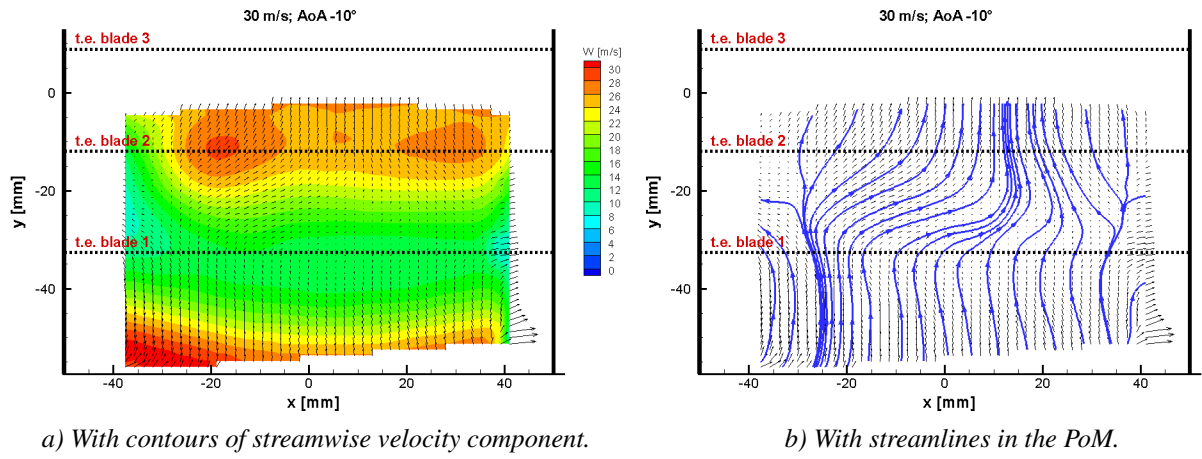 30 m/s; AoA -10°
t.e. blade 3
t.e. blade 2
t.e. blade 1
0
-20
-40
y [mm]
-40
-20
0
20
40
x [mm]
W [m/s]
30
28
26
24
22
20
19
18
16
14
12
10
8
6
4
2
0
a) With contours of streamwise velocity component.
30 m/s; AoA -10°
t.e. blade 3
t.e. blade 2
t.e. blade 1
0
-20
-40
y [mm]
-40
-20
0
20
40
x [mm]
b) With streamlines in the PoM.